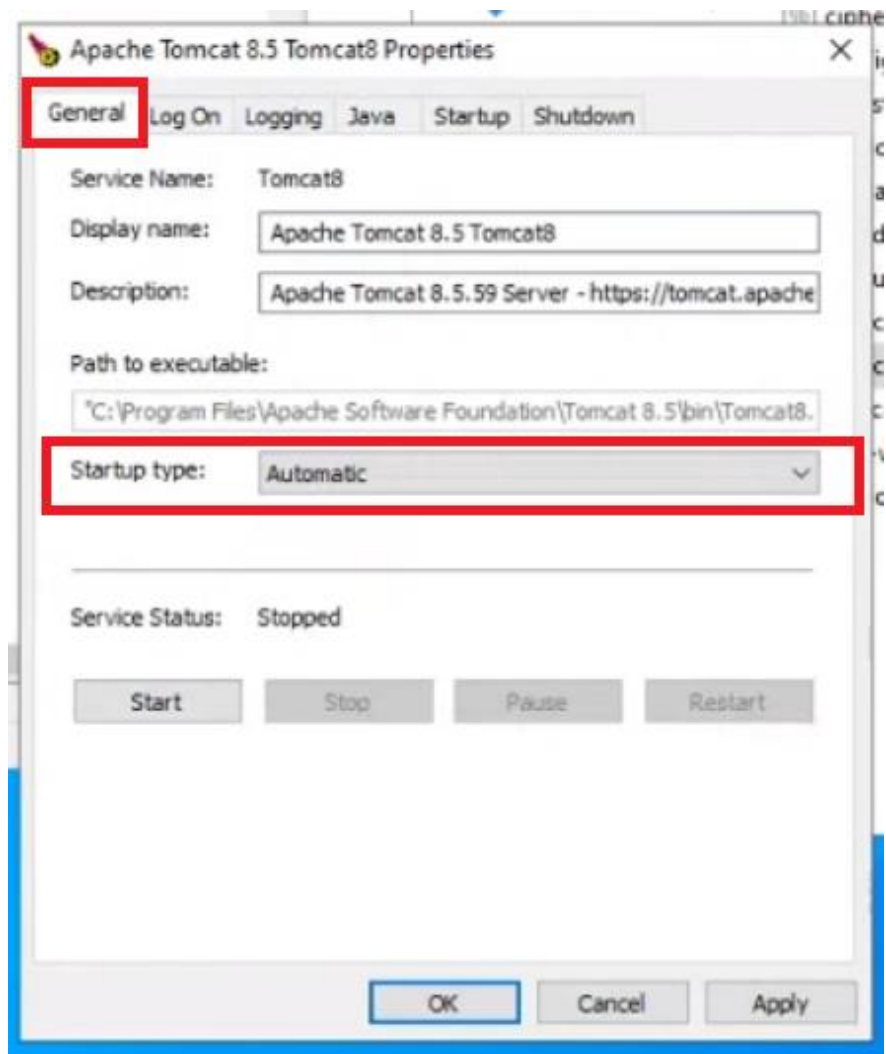 [56] ciphe
Apache Tomcat 8.5 Tomcat8 Properties
General Log On Logging Java Startup Shutdown
Service Name: Tomcat8
Display name: Apache Tomcat 8.5 Tomcat8
Description: Apache Tomcat 8.5.59 Server - https://tomcat.apache
Path to executable:
"C:\Program Files\Apache Software Foundation\Tomcat 8.5\bin\Tomcat8.
Startup type: Automatic
Service Status: Stopped
Start Stop Pause Restart
OK Cancel Apply